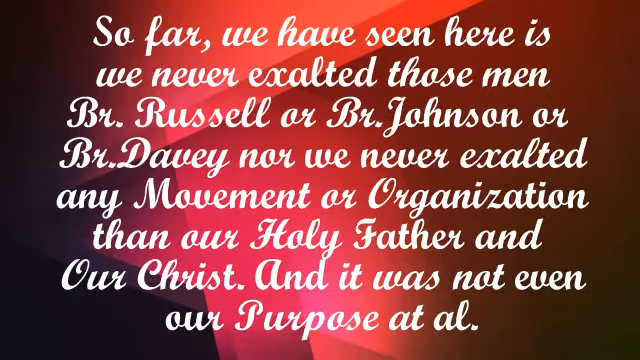 So far, we have seen here is
we never exalted those men
Br. Russell or Br.Johnson or
Br.Davey nor we never exalted
any Movement or Organization
than our Holy Father and
Our Christ. And it was not even
our Purpose at al.